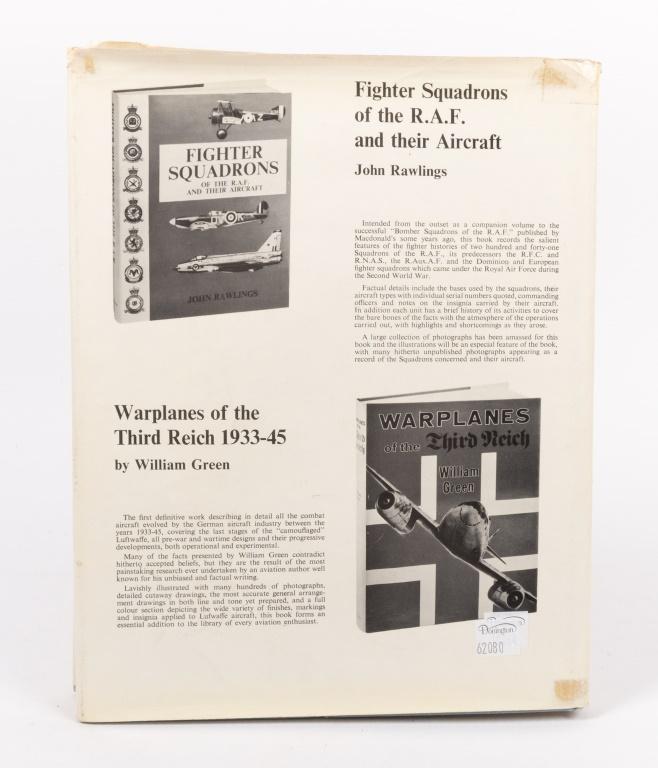 FIGHTER
SQUADRONS
OF THE R.A.F.
AND THEIR AIRCRAFT
JOHN RAWLINGS
Fighter Squadrons
of the R.A.F.
and their Aircraft
John Rawlings
Intended from the outset as a companion volume to the
successful "Bomber Squadrons of the R.A.F." published by
Macdonald's some years ago, this book records the salient
features of the fighter histories of two hundred and forty-one
Squadrons of the R.A.F., its predecessors the R.F.C. and
R.N.A.S., the R.Aux.A.F. and the Dominion and European
fighter squadrons which came under the Royal Air Force during
the Second World War.
Factual details include the bases used by the squadrons, their
aircraft types with individual serial numbers quoted, commanding
officers and notes on the insignia carried by their aircraft.
In addition each unit has a brief history of its activities to cover
the bare bones of the facts with the atmosphere of the operations
carried out, with highlights and shortcomings as they arose.
A large collection of photographs has been amassed for this
book and the illustrations will be an especial feature of the book,
with many hitherto unpublished photographs appearing as a
record of the Squadrons concerned and their aircraft.
Warplanes of the
Third Reich 1933-45
by William Green
The first definitive work describing in detail all the combat
aircraft evolved by the German aircraft industry between the
years 1933-45, covering the last stages of the "camouflaged"
Luftwaffe, all pre-war and wartime designs and their progressive
developments, both operational and experimental.
Many of the facts presented by William Green contradict
hitherto accepted beliefs, but they are the result of the most
painstaking research ever undertaken by an aviation author well
known for his unbiased and factual writing.
Lavishly illustrated with many hundreds of photographs,
detailed cutaway drawings, the most accurate general arrange-
ment drawings in both line and tone yet prepared, and a full
colour section depicting the wide variety of finishes, markings
and insignia applied to Luftwaffe aircraft, this book forms an
essential addition to the library of every aviation enthusiast.
WARPLANES
of the Third Reich
William
Green
Donington
62080